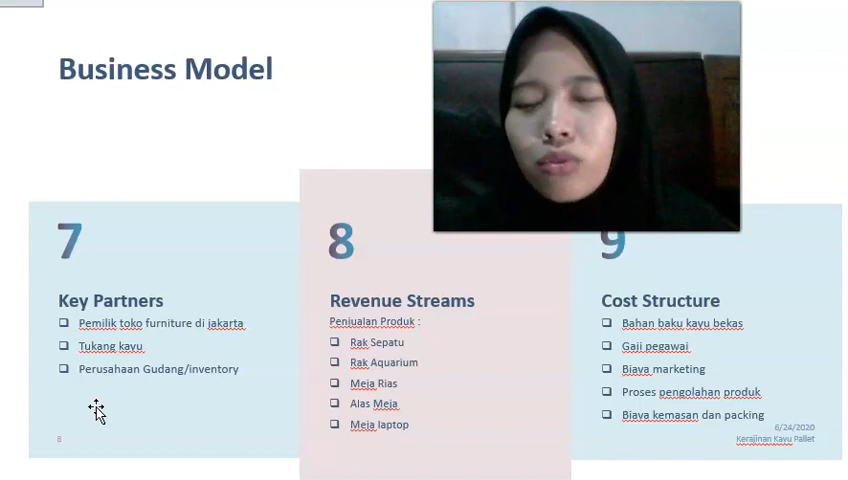 Business Model
7
Key Partners
Pemilik toko furniture di jakarta
Tukang kayu
Perusahaan Gudang/inventory
8
8
Revenue Streams
Penjualan Produk :
Rak Sepatu
Rak Aquarium
Meja Rias
Alas Meja
Meja laptop
9
Cost Structure
Bahan baku kayu bekas
Gaji pegawai
Biaya marketing
Proses pengolahan produk
Biaya kemasan dan packing
6/24/2020
Kerajinan Kayu Pallet